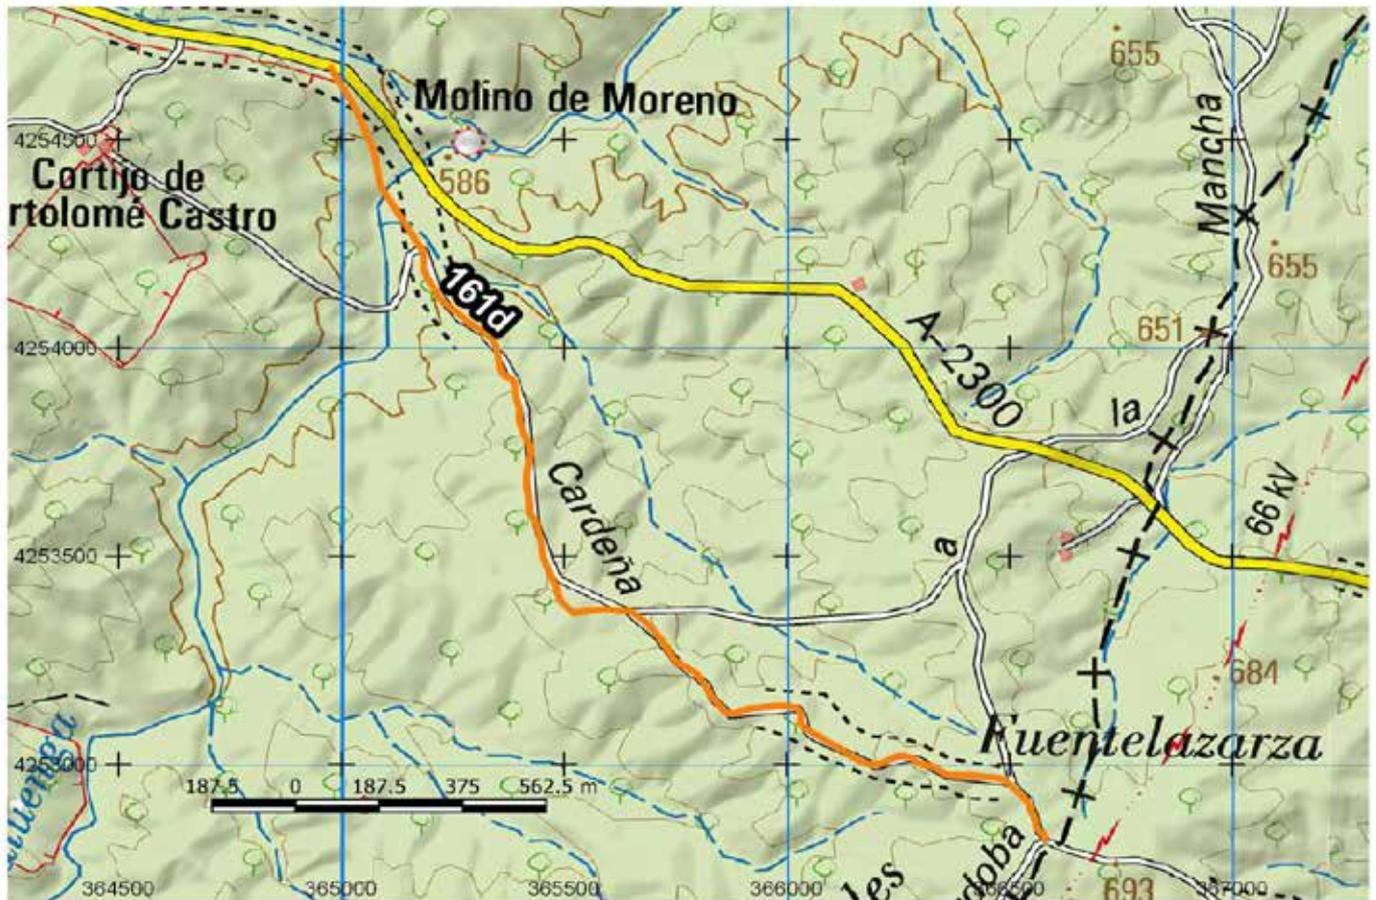 655
Molino de Moreno
Mancha
4254500
586
Cortijo de
rtolomé Castro
655
161d
651
4254000
A-2300
la
66 kV
Cardeña
a
4253500
684
Fuentelazarza
187.5 0 187.5 375 562.5 m
doba
les
364500 365000 365500 366000 366500 367000
693